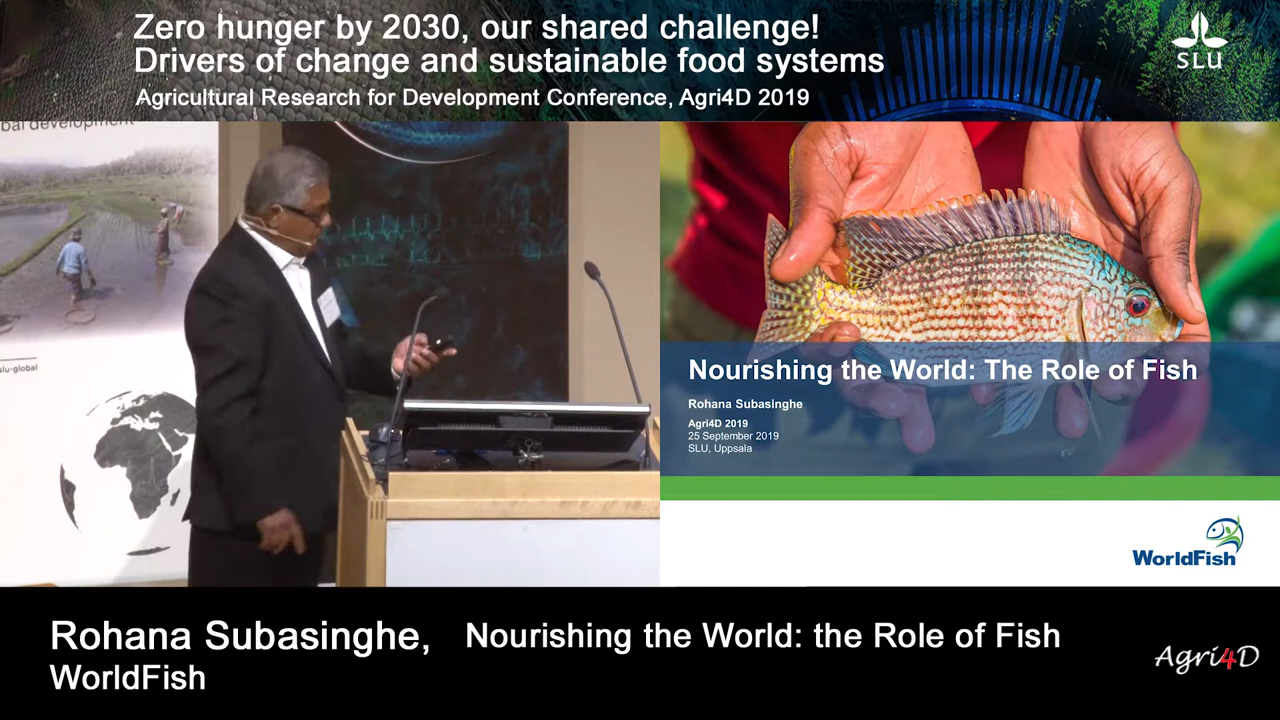 Zero hunger by 2030, our shared challenge!
Drivers of change and sustainable food systems
Agricultural Research for Development Conference, Agri4D 2019
SLU
bal development
slu-global
Nourishing the World: The Role of Fish
Rohana Subasinghe
Agri4D 2019
25 September 2019
SLU, Uppsala
WorldFish
Rohana Subasinghe,
WorldFish
Nourishing the World: the Role of Fish
Agri4D